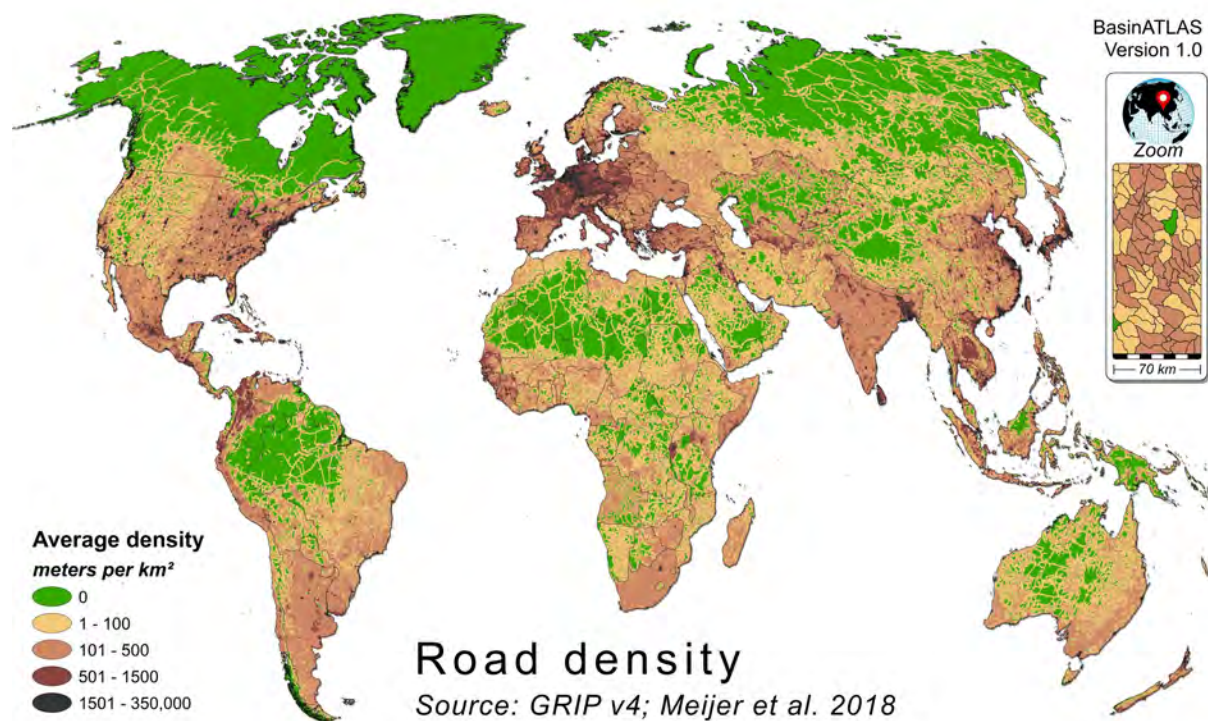 BasinATLAS
Version 1.0
Zoom
70 km
Average density
meters per km²
0
1 - 100
101 - 500
501 - 1500
1501 - 350,000
Road density
Source: GRIP v4; Meijer et al. 2018